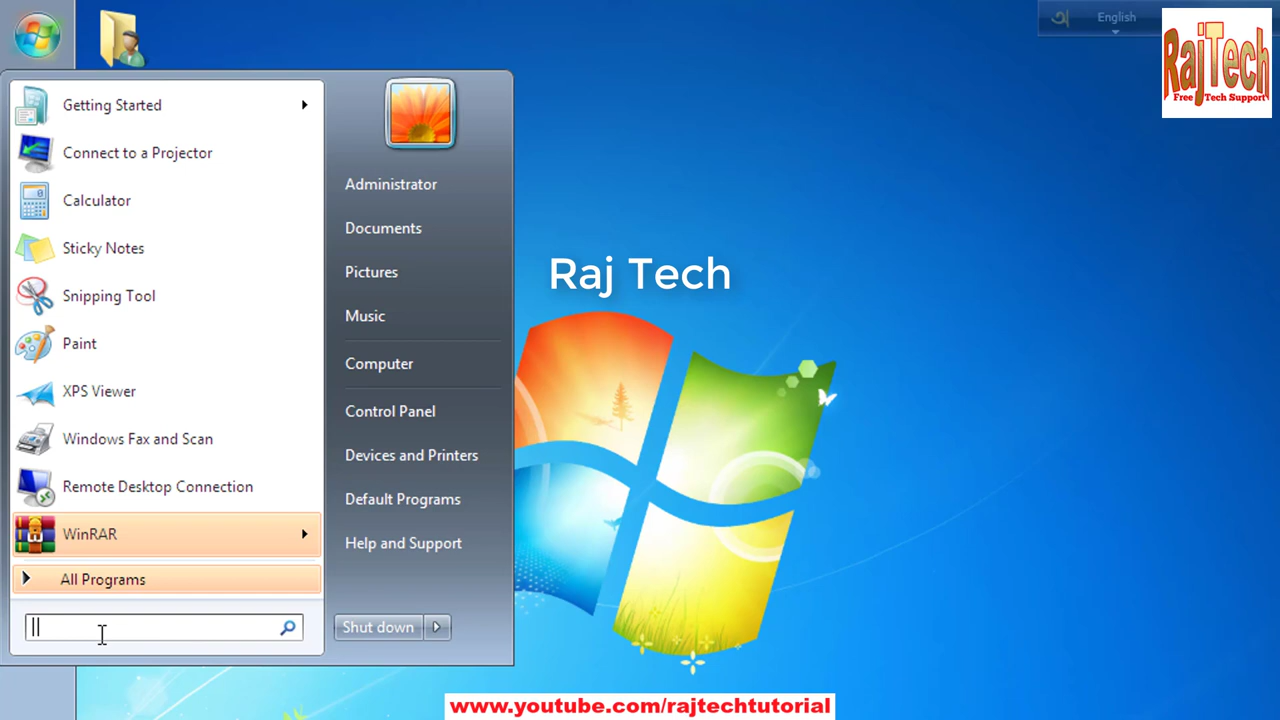 English
RajTech
Free Tech Support
Getting Started
Connect to a Projector
Calculator
Sticky Notes
Snipping Tool
Paint
XPS Viewer
Windows Fax and Scan
Remote Desktop Connection
WinRAR
All Programs
Administrator
Documents
Pictures
Music
Computer
Control Panel
Devices and Printers
Default Programs
Help and Support
Shut down
Raj Tech
www.youtube.com/rajtechtutorial